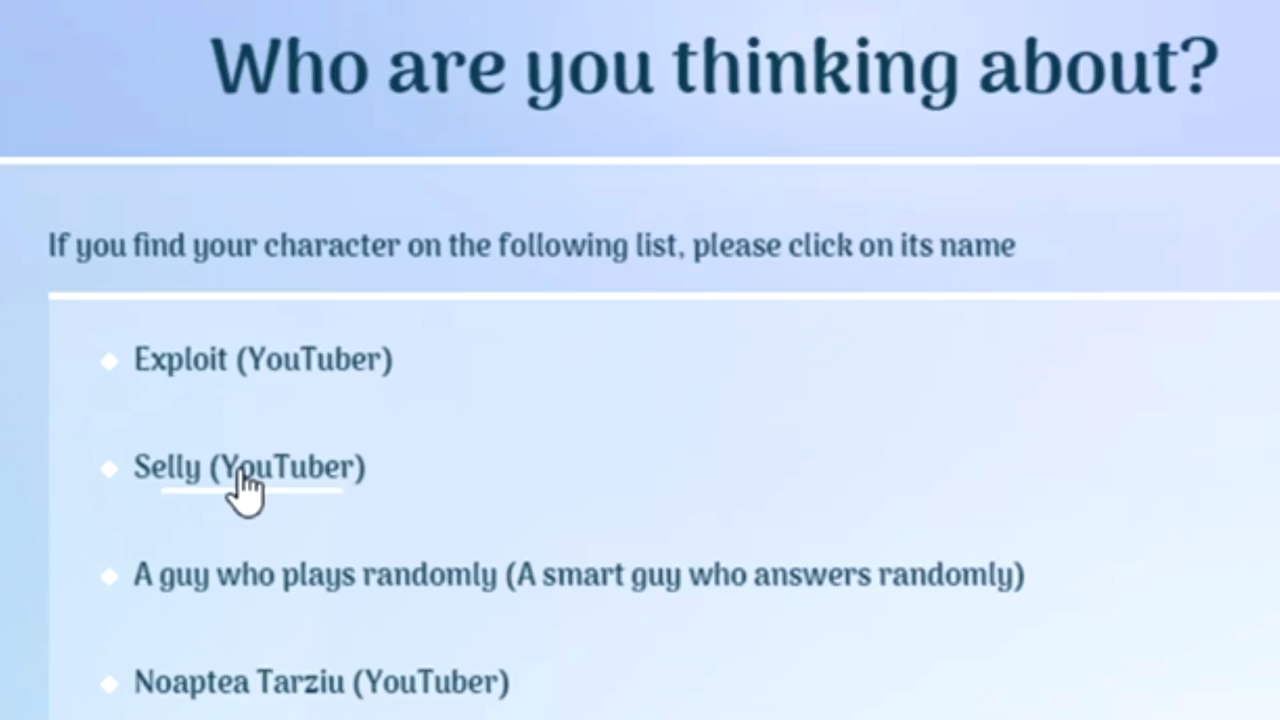 Who are you thinking about?
If you find your character on the following list, please click on its name
Exploit (YouTuber)
Selly (YouTuber)
A guy who plays randomly (A smart guy who answers randomly)
Noaptea Tarziu (YouTuber)